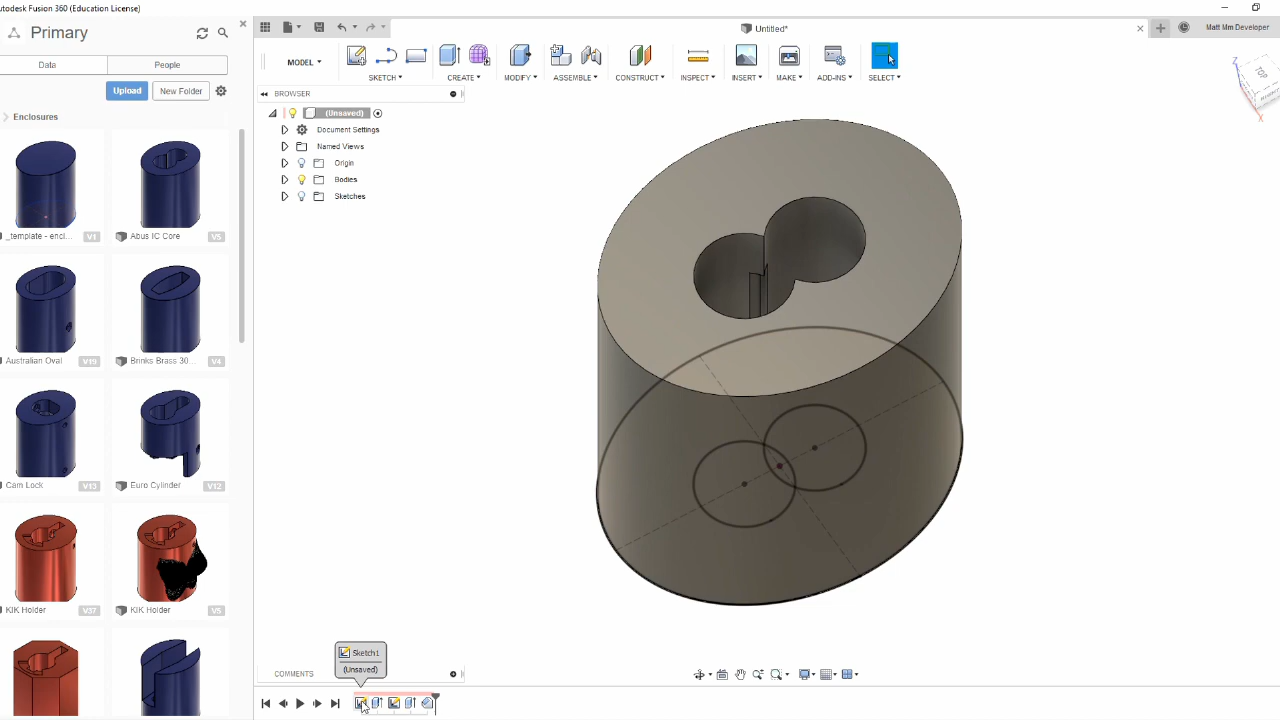 Autodesk Fusion 360 (Education License)
Primary
Untitled*
Matt Mm Developer
Data
People
MODEL
SKETCH
CREATE
MODIFY
ASSEMBLE
CONSTRUCT
INSPECT
INSERT
MAKE
ADD-INS
SELECT
Upload
New Folder
BROWSER
Enclosures
(Unsaved)
Document Settings
Named Views
Origin
Bodies
Sketches
TOP
Z
X
_template - encl...
V1
Abus IC Core
V5
Australian Oval
V19
Brinks Brass 30...
V4
Cam Lock
V13
Euro Cylinder
V12
KIK Holder
V37
KIK Holder
V5
Sketch1
(Unsaved)
COMMENTS